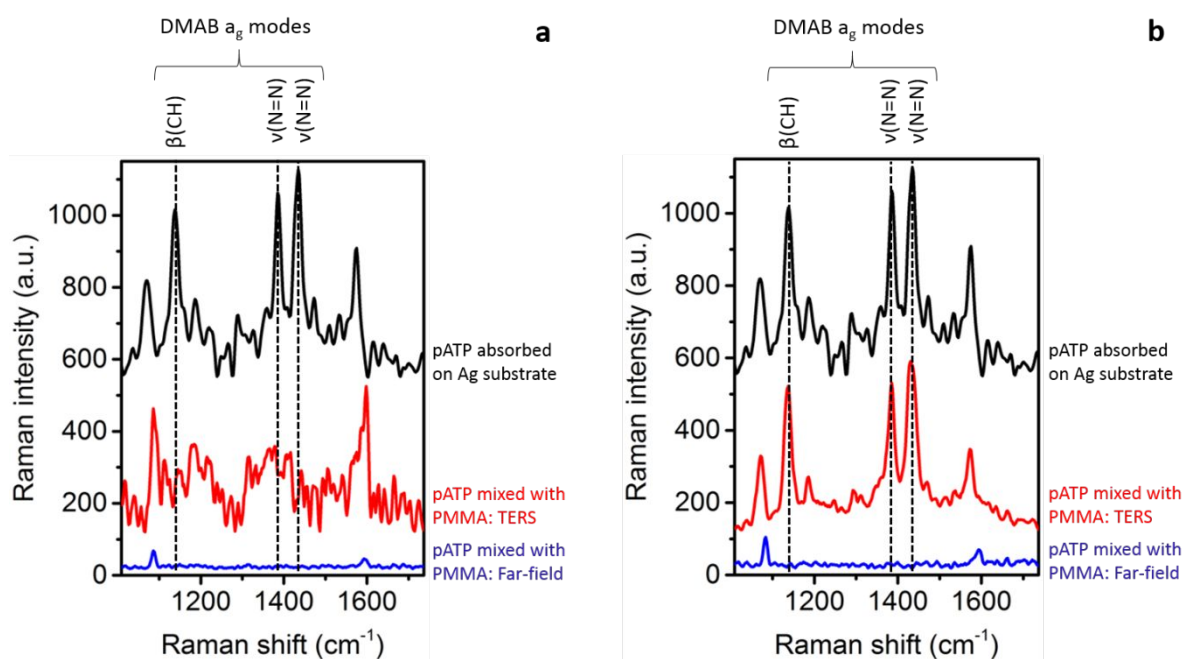 DMAB ag modes
a
β(CH)
ν(N=N)
ν(N=N)
Raman intensity (a.u.)
1000
800
600
400
200
0
1200
1400
1600
Raman shift (cm-1)
pATP absorbed
on Ag substrate
pATP mixed with
PMMA: TERS
pATP mixed with
PMMA: Far-field
DMAB ag modes
b
β(CH)
ν(N=N)
ν(N=N)
Raman intensity (a.u.)
1000
800
600
400
200
0
1200
1400
1600
Raman shift (cm-1)
pATP absorbed
on Ag substrate
pATP mixed with
PMMA: TERS
pATP mixed with
PMMA: Far-field